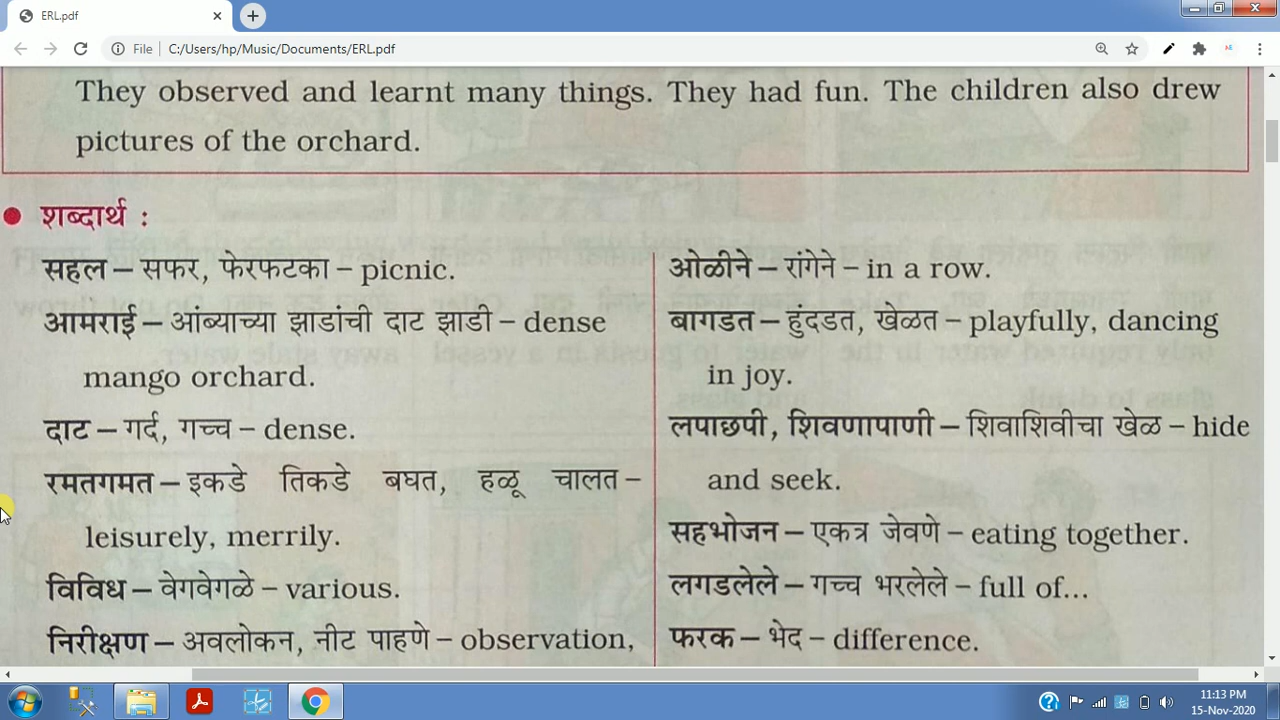 ERL.pdf
File
C:/Users/hp/Music/Documents/ERL.pdf
They observed and learnt many things. They had fun. The children also drew
pictures of the orchard.
● शब्दार्थ :
सहल – सफर, फेरफटका – picnic.
आमराई – आंब्याच्या झाडांची दाट झाडी – dense
mango orchard.
दाट – गर्द, गच्च – dense.
रमतगमत – इकडे तिकडे बघत, हळू चालत –
leisurely, merrily.
विविध – वेगवेगळे – various.
निरीक्षण – अवलोकन, नीट पाहणे – observation,
ओळीने – रांगेने – in a row.
बागडत – हुंदडत, खेळत – playfully, dancing
in joy.
लपाछपी, शिवणापाणी – शिवाशिवीचा खेळ – hide
and seek.
सहभोजन – एकत्र जेवणे – eating together.
लगडलेले – गच्च भरलेले – full of...
फरक – भेद – difference.
11:13 PM
15-Nov-2020